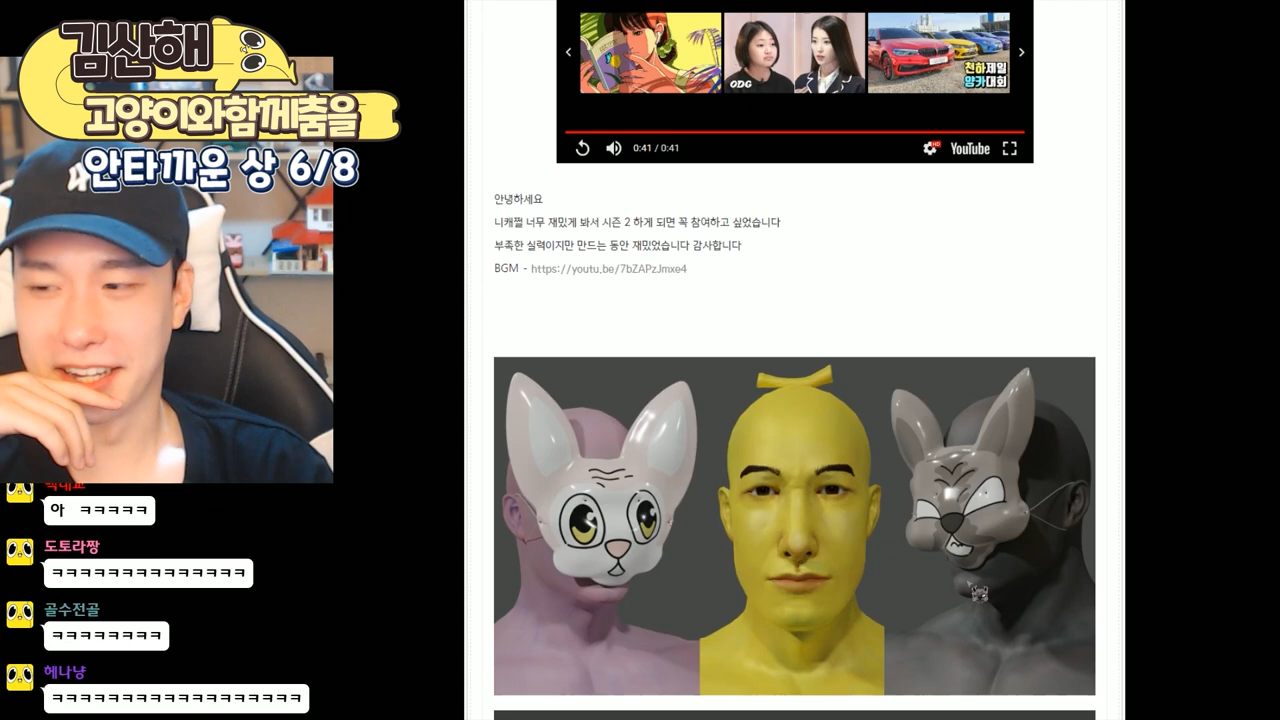 김산해
고양이와함께춤을
안타까운 상 6/8
ODG
천하제일
양카대회
0:41 / 0:41
HD
YouTube
안녕하세요
니캐쩔 너무 재밌게 봐서 시즌 2 하게 되면 꼭 참여하고 싶었습니다
부족한 실력이지만 만드는 동안 재밌었습니다 감사합니다
BGM - https://youtu.be/7bZAPzJmxe4
아 ㅋㅋㅋㅋㅋ
도토라짱
ㅋㅋㅋㅋㅋㅋㅋㅋㅋㅋㅋㅋㅋㅋ
골수전골
ㅋㅋㅋㅋㅋㅋㅋㅋ
헤나냥
ㅋㅋㅋㅋㅋㅋㅋㅋㅋㅋㅋㅋㅋㅋㅋㅋㅋㅋ